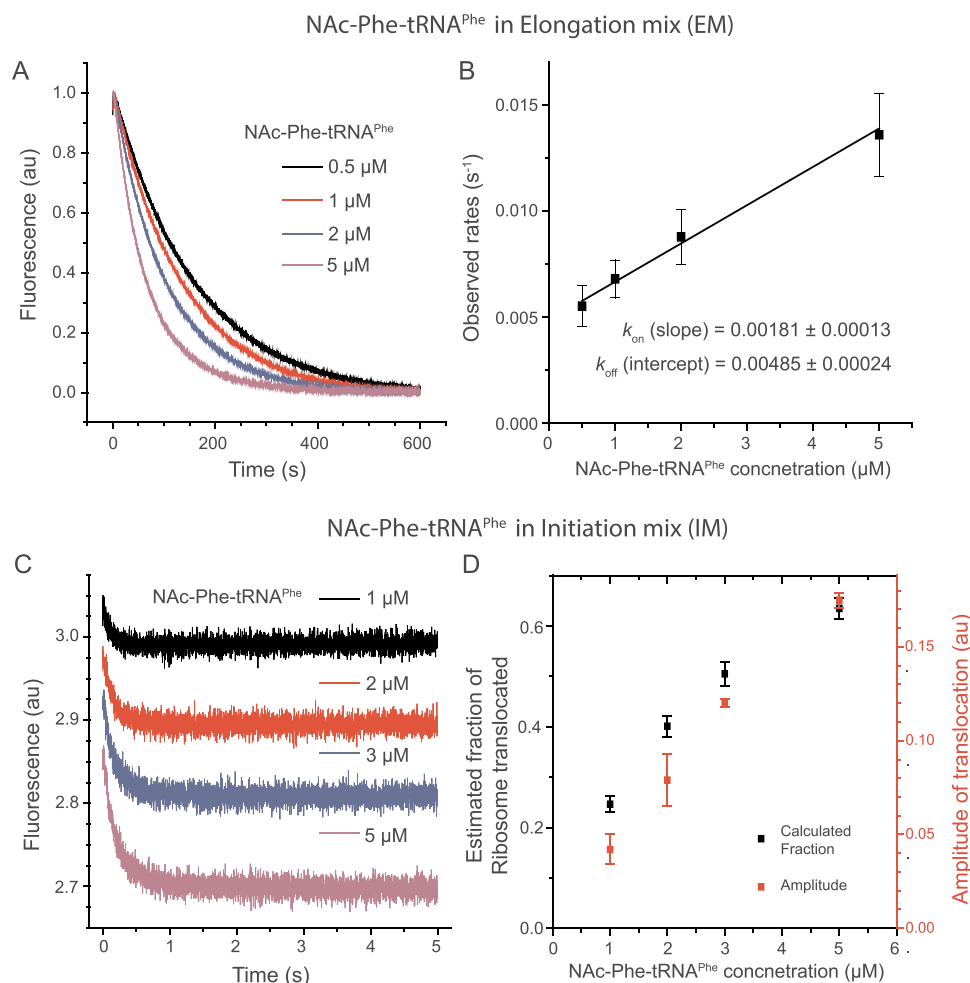 NAc-Phe-tRNAPhe in Elongation mix (EM)
A
NAc-Phe-tRNAPhe
0.5 µM
1 µM
2 µM
5 µM
1.0
0.8
0.6
0.4
0.2
0.0
Fluorescence (au)
0
200
400
600
Time (s)
B
0.015
0.010
0.005
0.000
Observed rates (s-1)
kon (slope) = 0.00181 ± 0.00013
koff (intercept) = 0.00485 ± 0.00024
0
1
2
3
4
5
NAc-Phe-tRNAPhe concnetration (µM)
NAc-Phe-tRNAPhe in Initiation mix (IM)
C
NAc-Phe-tRNAPhe
1 µM
2 µM
3 µM
5 µM
3.0
2.9
2.8
2.7
Fluorescence (au)
0
1
2
3
4
5
Time (s)
D
0.6
0.4
0.2
0.0
Estimated fraction of
Ribosome translocated
0.15
0.10
0.05
0.00
Amplitude of translocation (au)
Calculated
Fraction
Amplitude
0
1
2
3
4
5
6
NAc-Phe-tRNAPhe concnetration (µM)